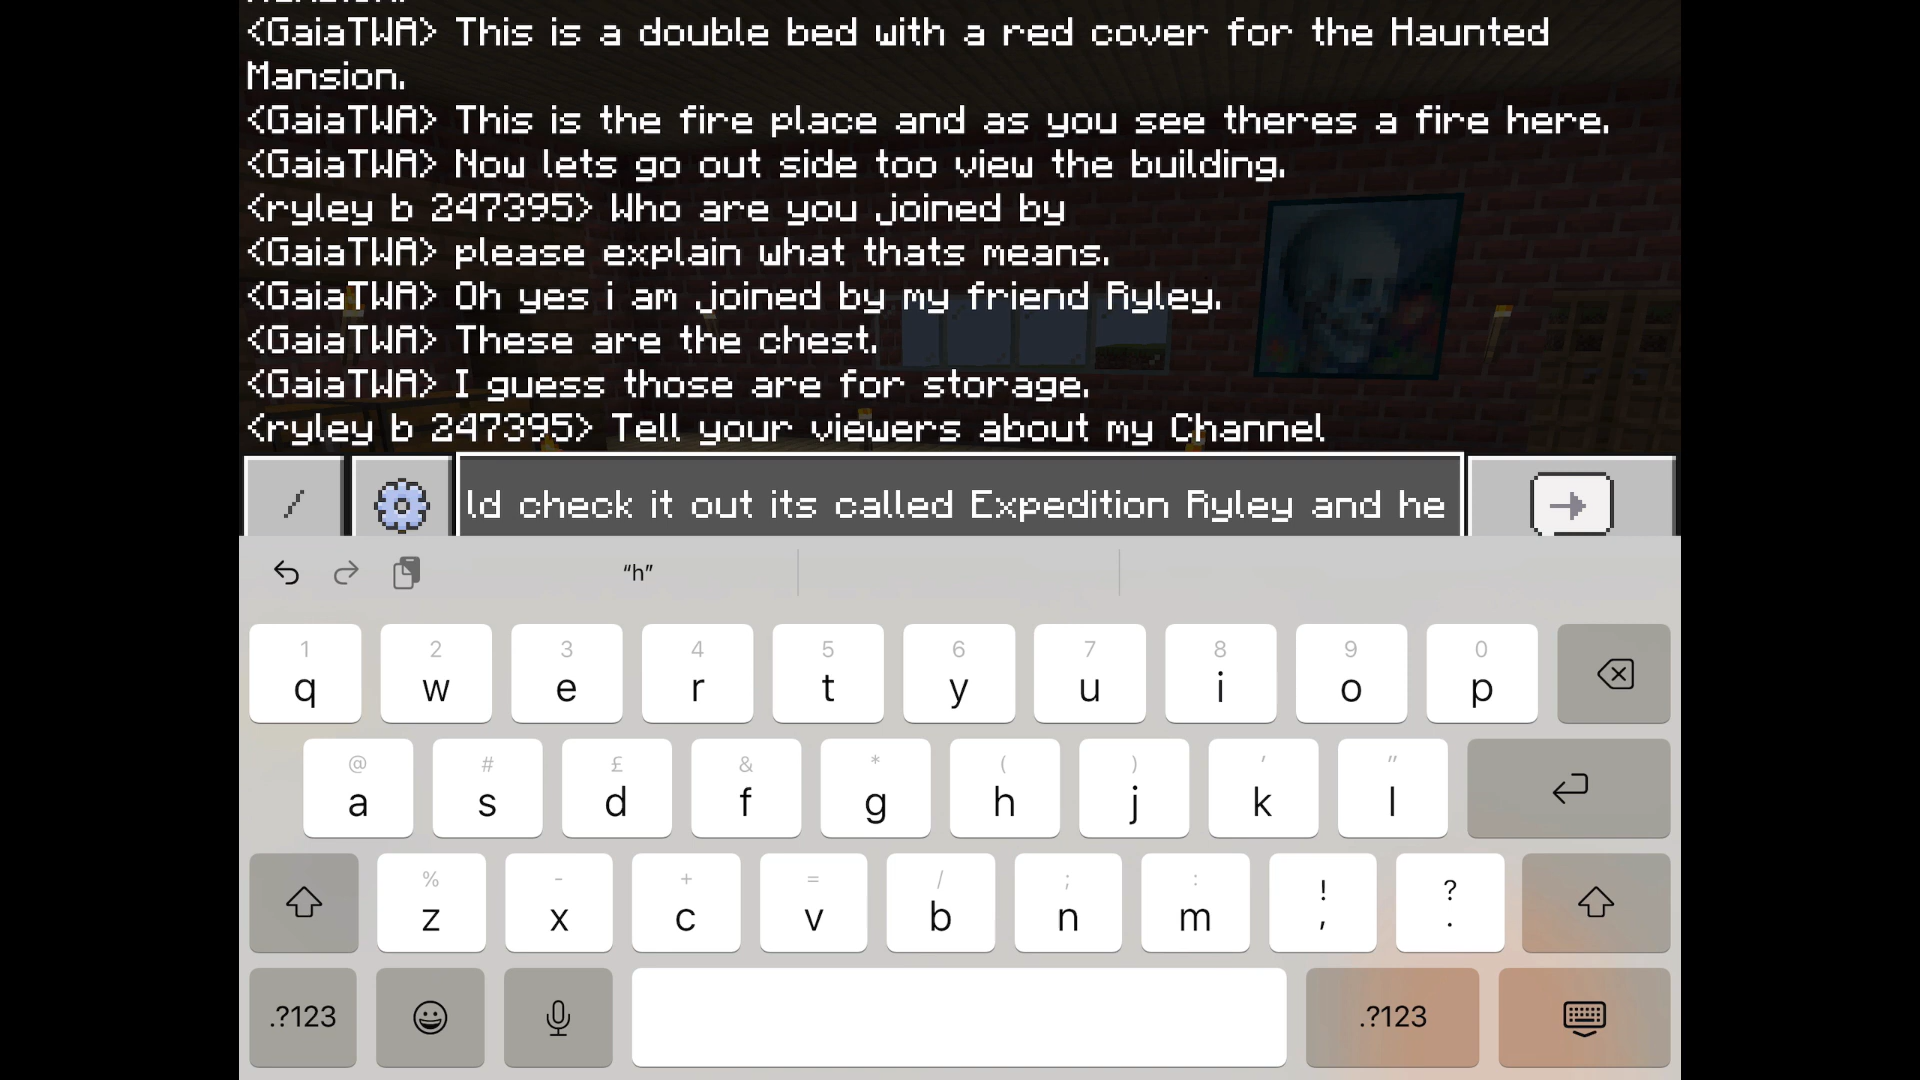 Mansion.
<GaiaTWA> This is a double bed with a red cover for the Haunted
Mansion.
<GaiaTWA> This is the fire place and as you see theres a fire here.
<GaiaTWA> Now lets go out side too view the building.
<ryley b 247395> Who are you joined by
<GaiaTWA> please explain what thats means.
<GaiaTWA> Oh yes i am joined by my friend Ryley.
<GaiaTWA> These are the chest.
<GaiaTWA> I guess those are for storage.
<ryley b 247395> Tell your viewers about my Channel
/ ld check it out its called Expedition Ryley and he
“h”
1 2 3 4 5 6 7 8 9 0
q w e r t y u i o p
@ # £ & * ( ) ' "
a s d f g h j k l
% - + = / ; : ! ?
z x c v b n m , .
.?123 .?123